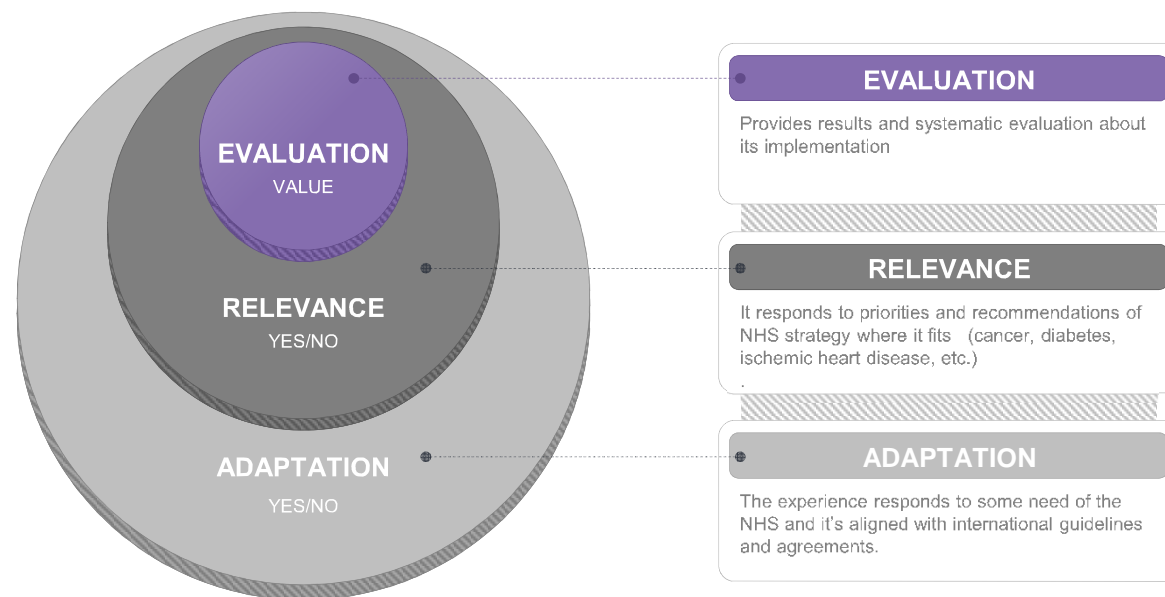 EVALUATION
VALUE
RELEVANCE
YES/NO
ADAPTATION
YES/NO
EVALUATION
Provides results and systematic evaluation about
its implementation
RELEVANCE
It responds to priorities and recommendations of
NHS strategy where it fits (cancer, diabetes,
ischemic heart disease, etc.)
.
ADAPTATION
The experience responds to some need of the
NHS and it's aligned with international guidelines
and agreements.